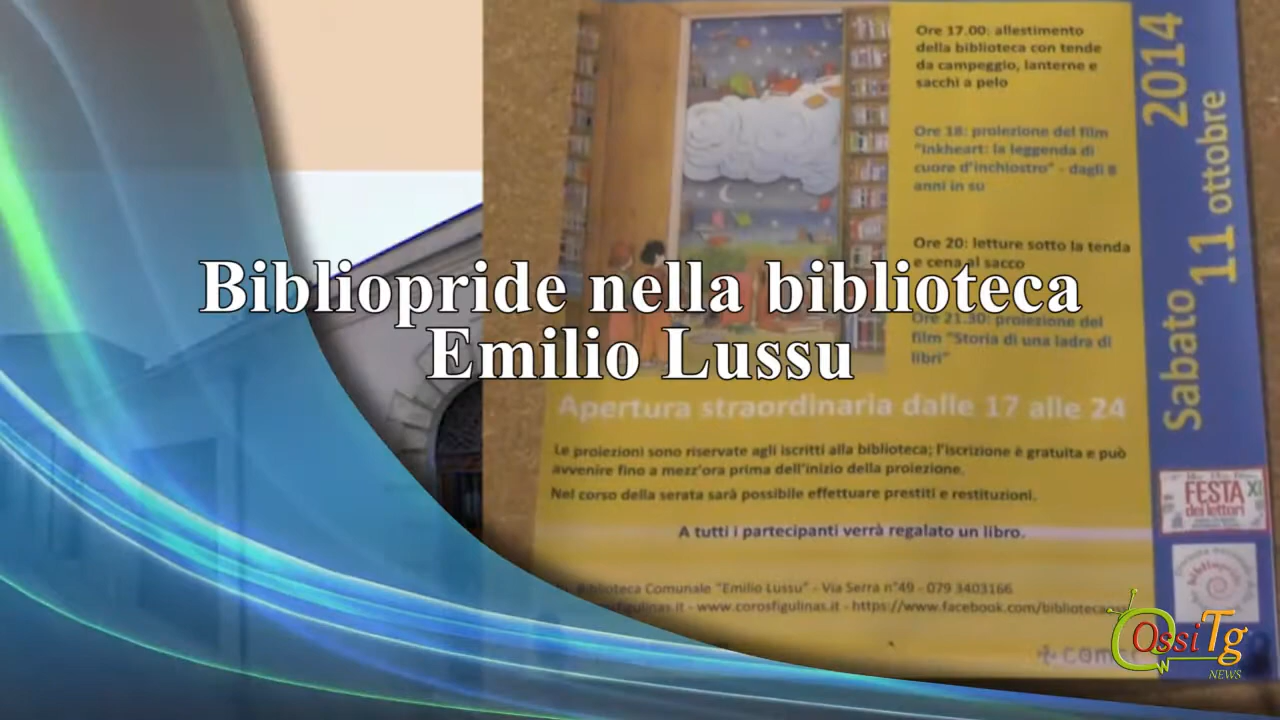 Ore 17.00: allestimento
della biblioteca con tende
da campeggio, lanterne e
sacchi a pelo
Ore 18: proiezione del film
"Inkheart: la leggenda di
cuore d'inchiostro" - dagli 8
anni in su
Ore 20: letture sotto la tenda
e cena al sacco
Ore 21.30: proiezione del
film "Storia di una ladra di
libri"
Sabato 11 ottobre 2014
Bibliopride nella biblioteca
Emilio Lussu
Apertura straordinaria dalle 17 alle 24
Le proiezioni sono riservate agli iscritti alla biblioteca; l'iscrizione è gratuita e può
avvenire fino a mezz'ora prima dell'inizio della proiezione.
Nel corso della serata sarà possibile effettuare prestiti e restituzioni.
A tutti i partecipanti verrà regalato un libro.
Biblioteca Comunale "Emilio Lussu" - Via Serra n°49 - 079 3403166
www.corosfigulinas.it - https://www.facebook.com/biblioteca
FESTA XI
dei lettori
bibliopride
Ossi Tg
NEWS